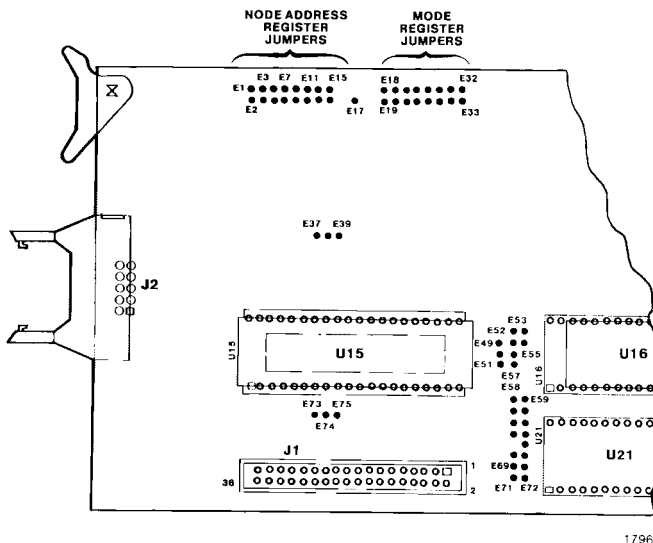 NODE ADDRESS
REGISTER
JUMPERS
MODE
REGISTER
JUMPERS
E3 E7 E11 E15
E1
E2
E17
E18 E32
E19 E33
E37 E39
J2
U15
U15
E53
E52
E49
E55
E51
E57
E58
U16
U16
E59
E73 E75
E74
U21
U21
J1
36
1
2
E69
E71 E72
1796